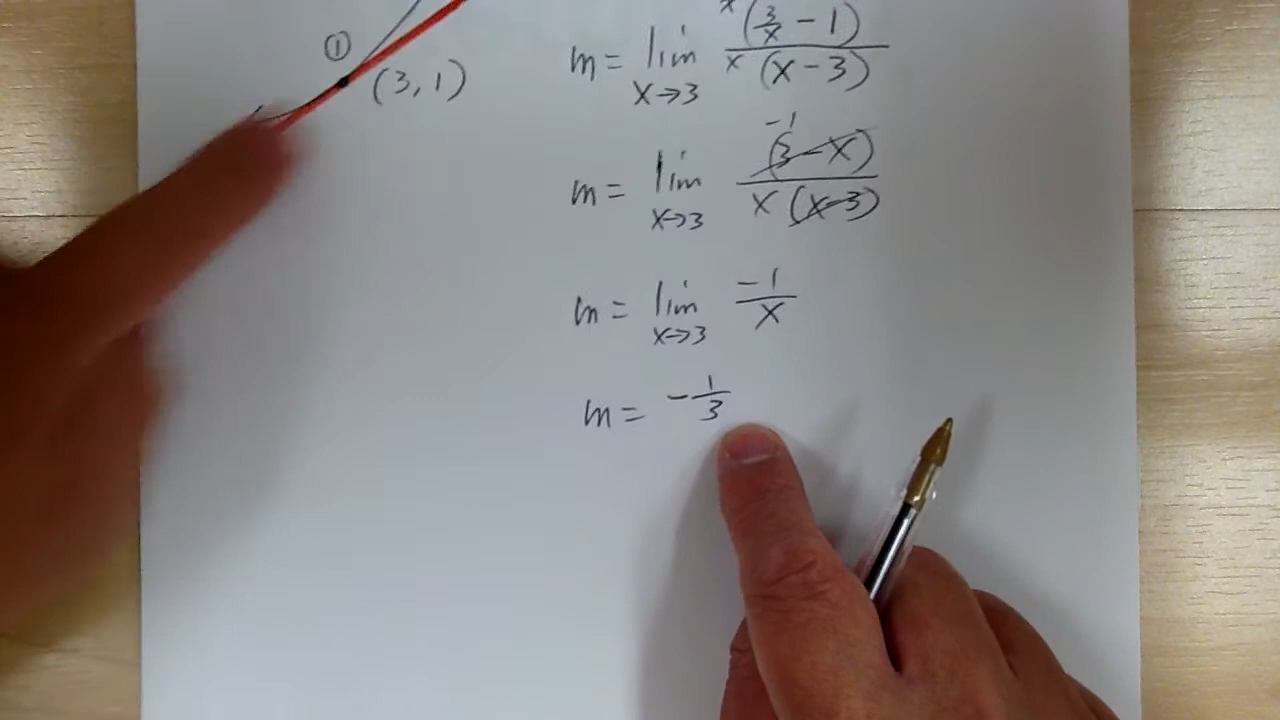 ①
(3, 1)
m = lim x→3 x(3/x − 1) / x(x−3)
−1
m = lim x→3 (3−x) / x(x−3)
m = lim x→3 −1/x
m = −1/3